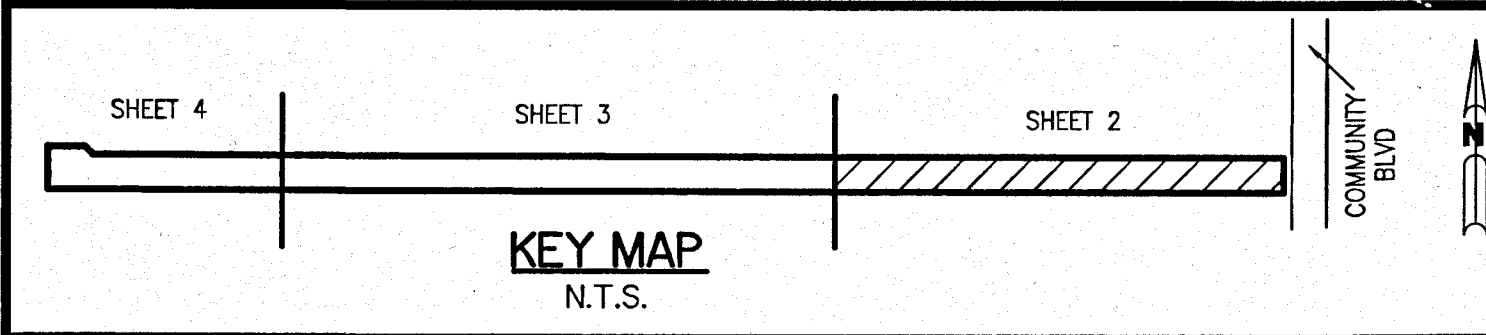 SHEET 4
SHEET 3
SHEET 2
COMMUNITY
BLVD
N
KEY MAP
N.T.S.